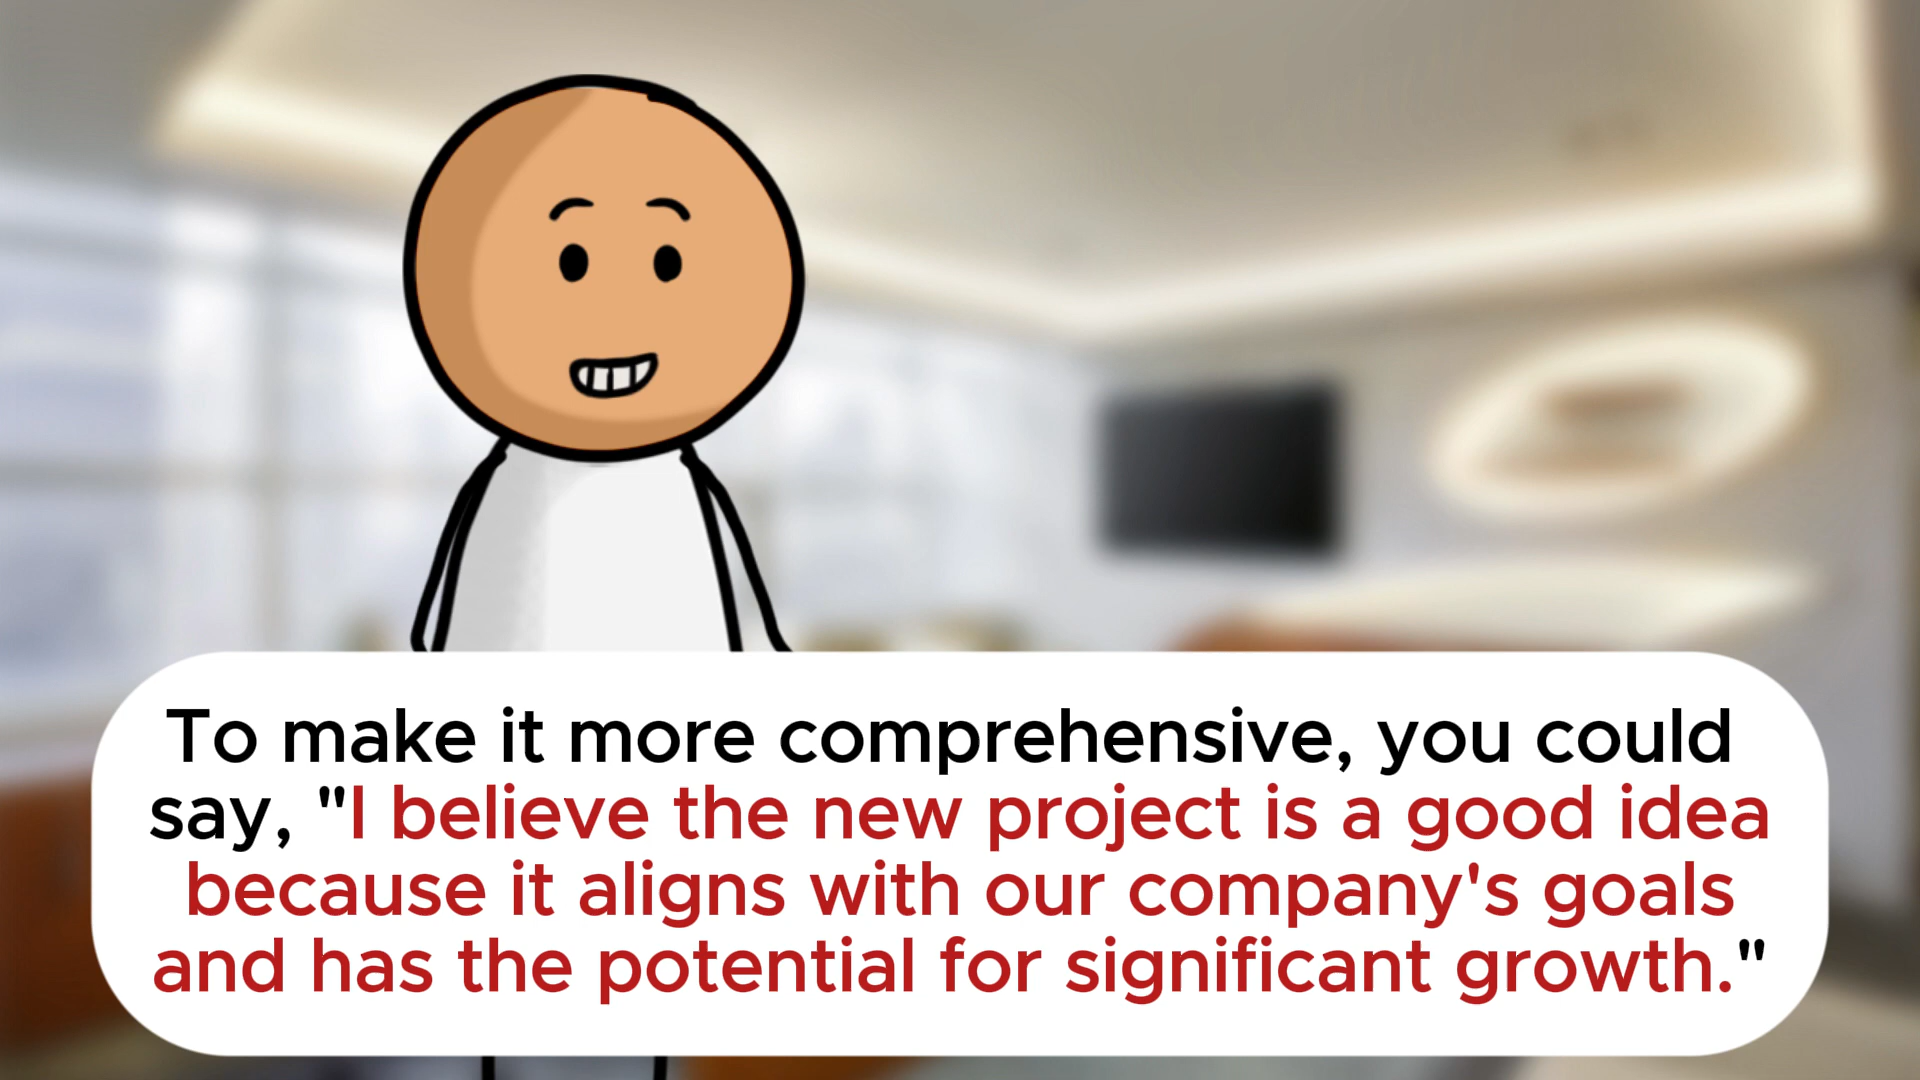 To make it more comprehensive, you could
say, "I believe the new project is a good idea
because it aligns with our company's goals
and has the potential for significant growth."